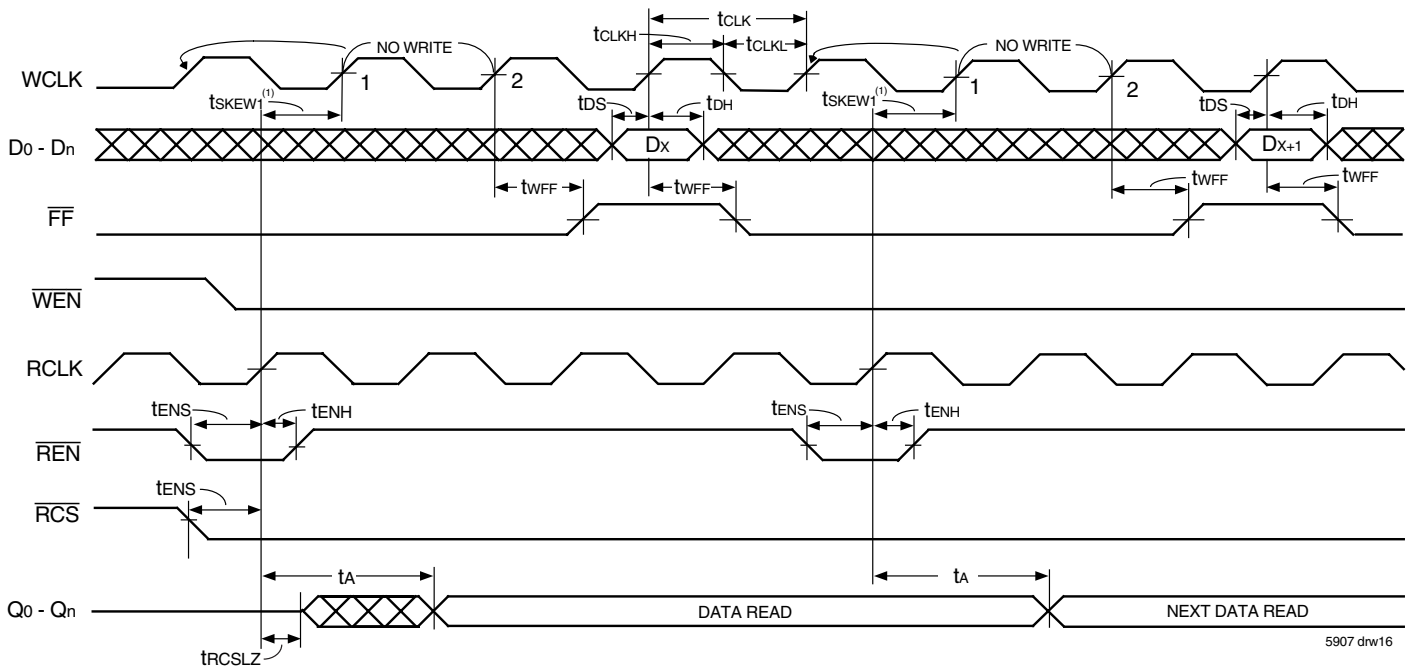 tCLK
tCLKH tCLKL
NO WRITE NO WRITE
WCLK 1 2 1 2
tSKEW1(1) tDS tDH tSKEW1(1) tDS tDH
D0 - Dn DX DX+1
tWFF tWFF tWFF tWFF
FF
WEN
RCLK
tENS tENH tENS tENH
REN
tENS
RCS
tA tA
Q0 - Qn DATA READ NEXT DATA READ
tRCSLZ
5907 drw16